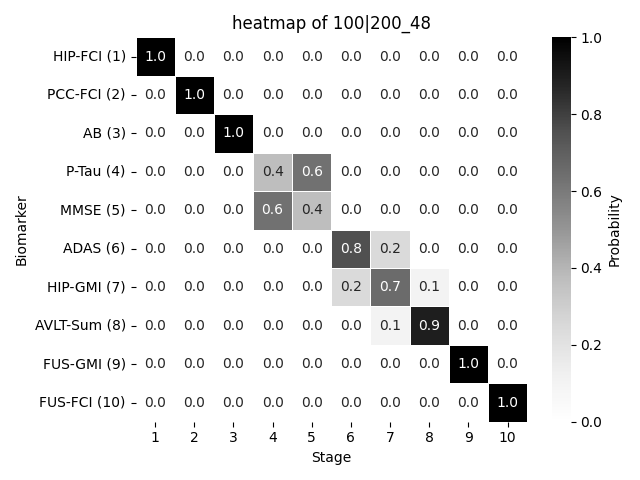 heatmap of 100|200_48
HIP-FCI (1) 1.0 0.0 0.0 0.0 0.0 0.0 0.0 0.0 0.0 0.0
PCC-FCI (2) 0.0 1.0 0.0 0.0 0.0 0.0 0.0 0.0 0.0 0.0
AB (3) 0.0 0.0 1.0 0.0 0.0 0.0 0.0 0.0 0.0 0.0
P-Tau (4) 0.0 0.0 0.0 0.4 0.6 0.0 0.0 0.0 0.0 0.0
MMSE (5) 0.0 0.0 0.0 0.6 0.4 0.0 0.0 0.0 0.0 0.0
ADAS (6) 0.0 0.0 0.0 0.0 0.0 0.8 0.2 0.0 0.0 0.0
HIP-GMI (7) 0.0 0.0 0.0 0.0 0.0 0.2 0.7 0.1 0.0 0.0
AVLT-Sum (8) 0.0 0.0 0.0 0.0 0.0 0.0 0.1 0.9 0.0 0.0
FUS-GMI (9) 0.0 0.0 0.0 0.0 0.0 0.0 0.0 0.0 1.0 0.0
FUS-FCI (10) 0.0 0.0 0.0 0.0 0.0 0.0 0.0 0.0 0.0 1.0
1 2 3 4 5 6 7 8 9 10
Stage
Biomarker
1.0
0.8
0.6
0.4
0.2
0.0
Probability